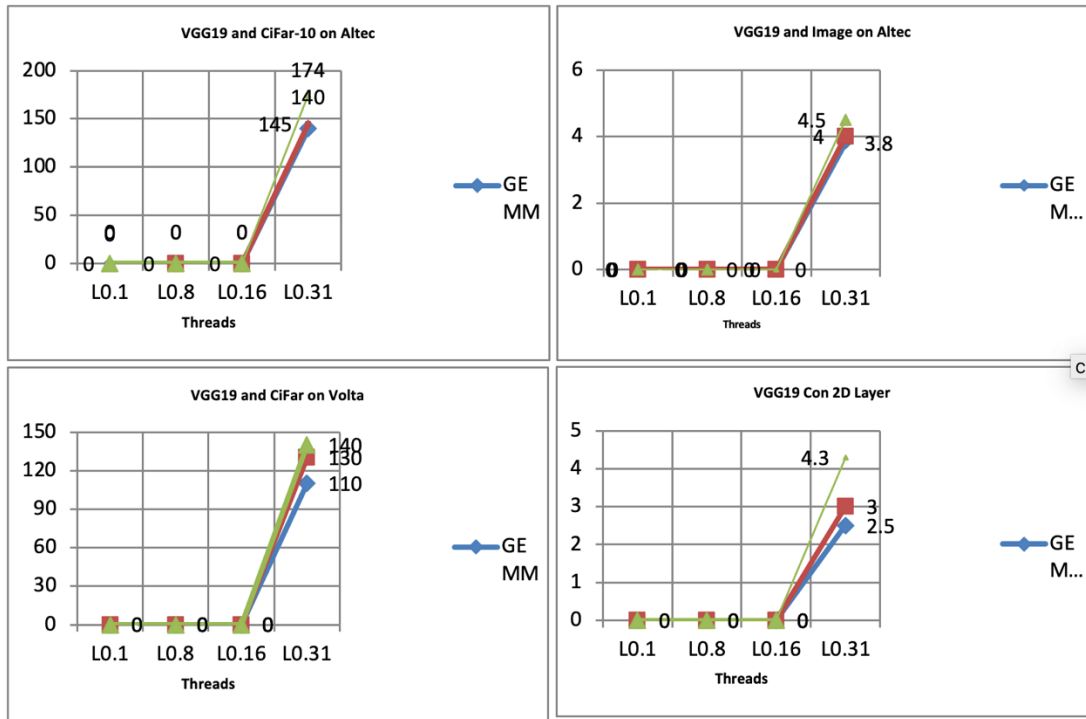 VGG19 and CiFar-10 on Altec
200
150
100
50
0
174
140
145
0
0
0
0
0
0
0
L0.1 L0.8 L0.16 L0.31
Threads
GE
MM
VGG19 and Image on Altec
6
4
2
0
4.5
4
3.8
0
0
0
0
0
0
L0.1 L0.8 L0.16 L0.31
Threads
GE
M...
VGG19 and CiFar on Volta
150
120
90
60
30
0
140
130
110
0 0 0
L0.1 L0.8 L0.16 L0.31
Threads
GE
MM
VGG19 Con 2D Layer
5
4
3
2
1
0
4.3
3
2.5
0 0 0
L0.1 L0.8 L0.16 L0.31
Threads
GE
M...